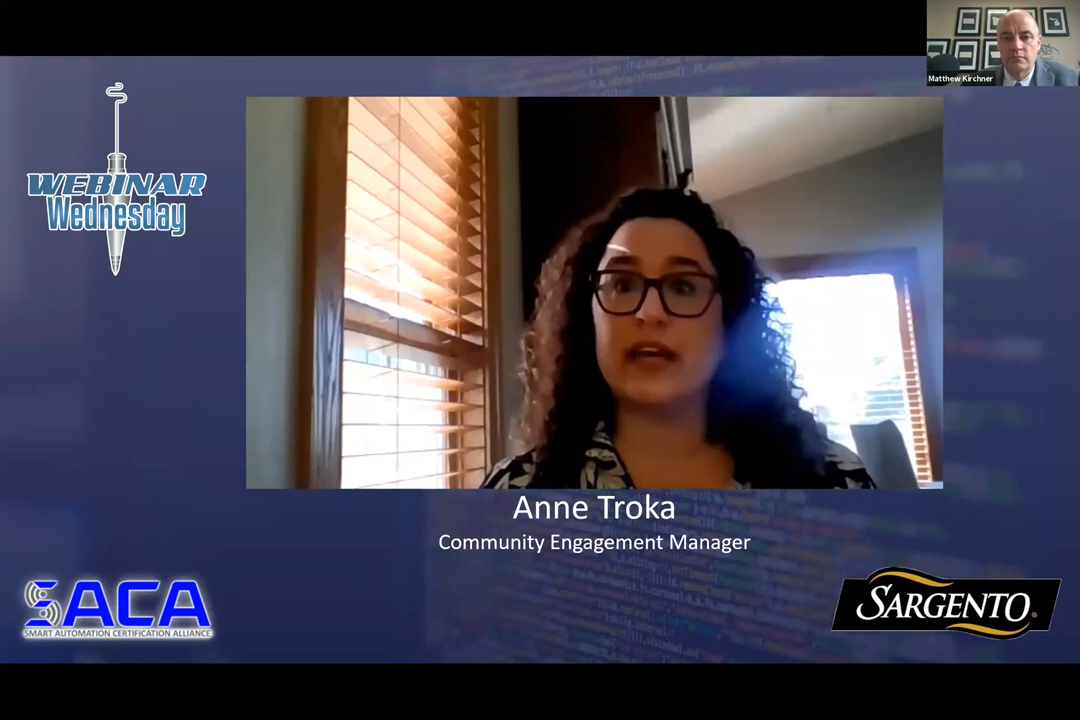 Matthew Kirchner
WEBINAR
Wednesday
Anne Troka
Community Engagement Manager
SACA
SMART AUTOMATION CERTIFICATION ALLIANCE
SARGENTO®